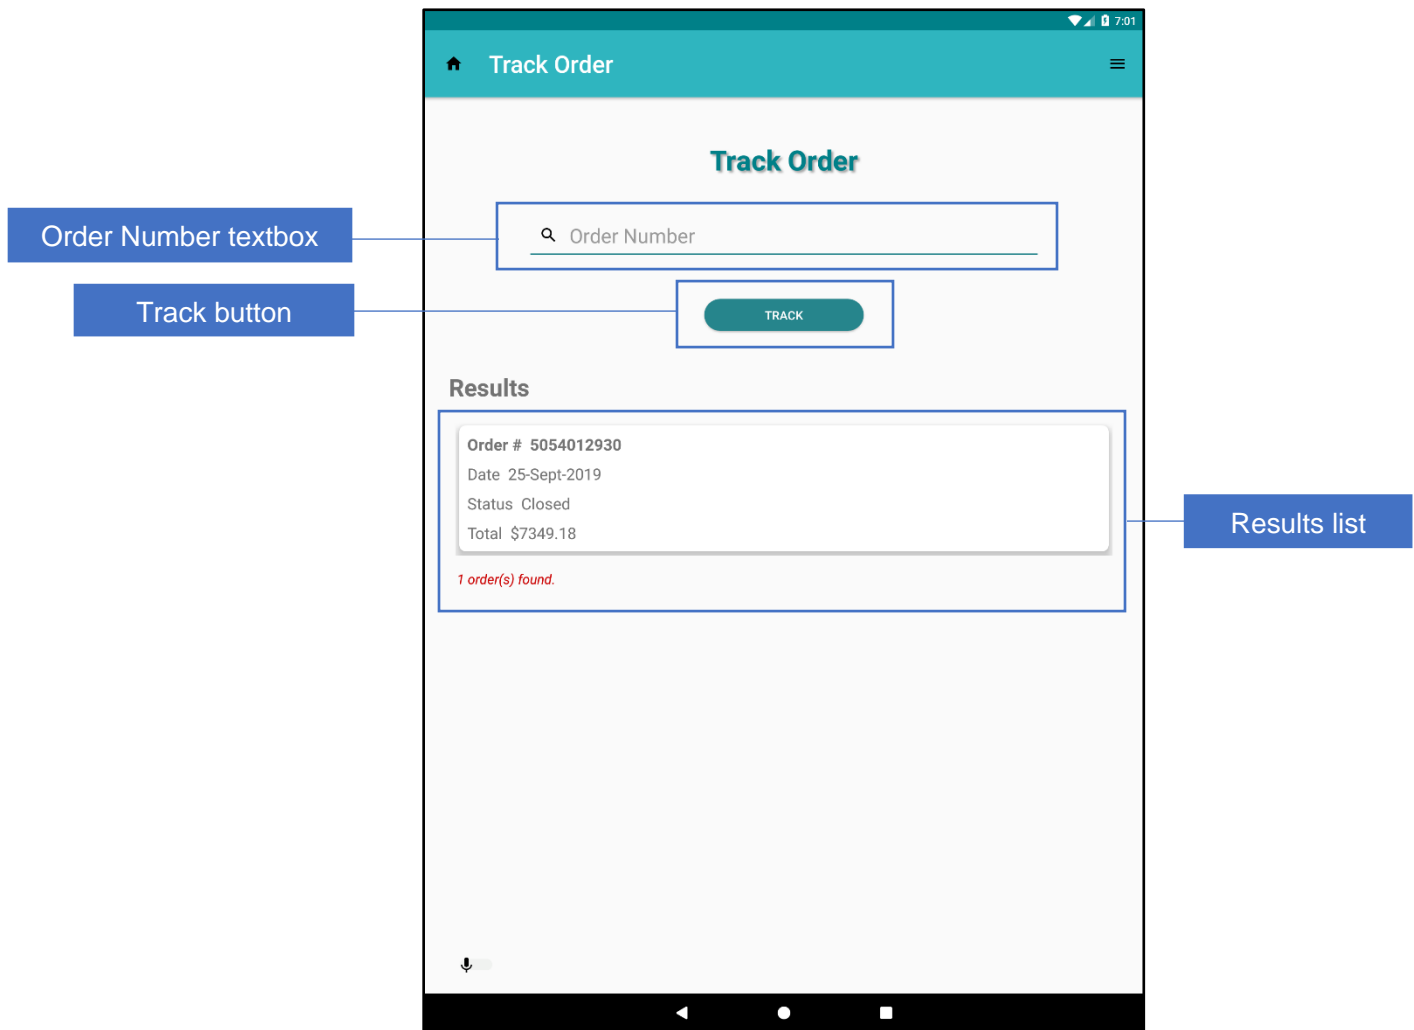 7:01
Track Order
Track Order
Order Number textbox
Order Number
Track button
TRACK
Results
Order # 5054012930
Date 25-Sept-2019
Status Closed
Total $7349.18
Results list
1 order(s) found.